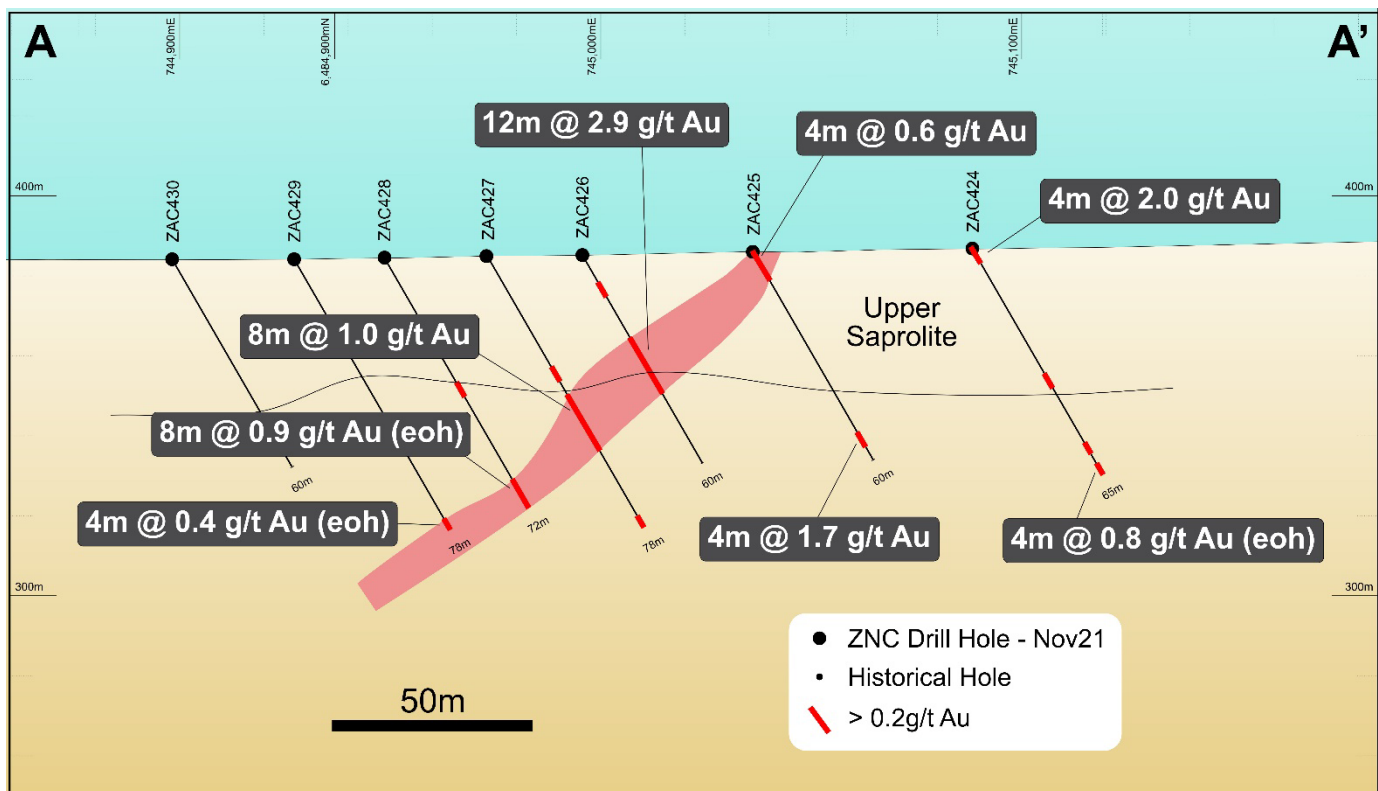 A
A'
744,900mE
6,484,900mN
745,000mE
745,100mE
12m @ 2.9 g/t Au
4m @ 0.6 g/t Au
4m @ 2.0 g/t Au
400m
400m
ZAC430
ZAC429
ZAC428
ZAC427
ZAC426
ZAC425
ZAC424
Upper
Saprolite
8m @ 1.0 g/t Au
8m @ 0.9 g/t Au (eoh)
4m @ 0.4 g/t Au (eoh)
4m @ 1.7 g/t Au
4m @ 0.8 g/t Au (eoh)
60m
78m
72m
78m
60m
60m
65m
300m
300m
ZNC Drill Hole - Nov21
Historical Hole
> 0.2g/t Au
50m